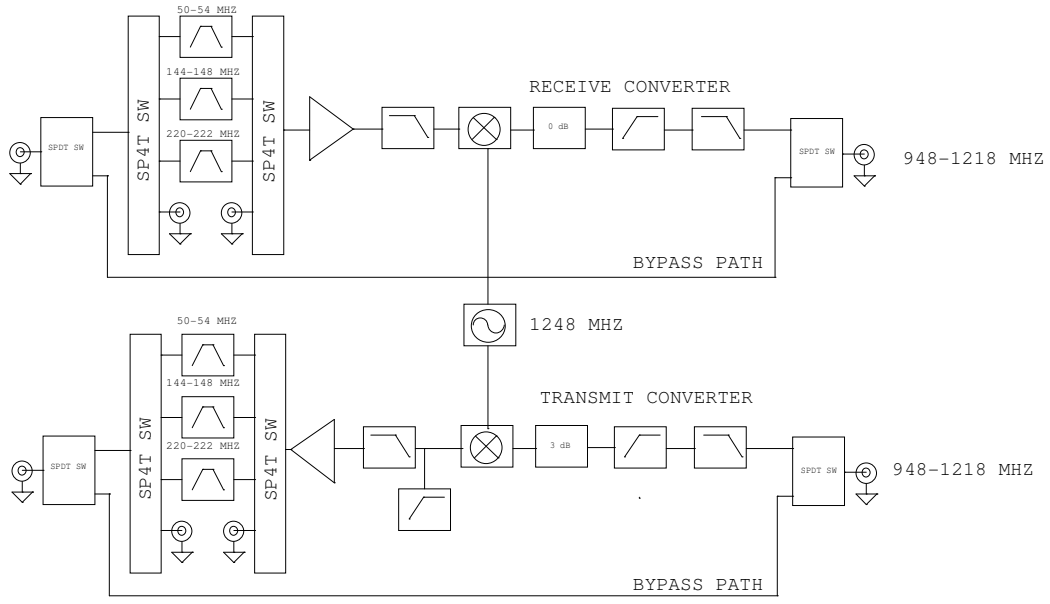 50-54 MHZ
144-148 MHZ
220-222 MHZ
SPDT SW
SP4T SW
SP4T SW
RECEIVE CONVERTER
0 dB
SPDT SW
948-1218 MHZ
BYPASS PATH
1248 MHZ
50-54 MHZ
144-148 MHZ
220-222 MHZ
SPDT SW
SP4T SW
SP4T SW
TRANSMIT CONVERTER
3 dB
SPDT SW
948-1218 MHZ
BYPASS PATH